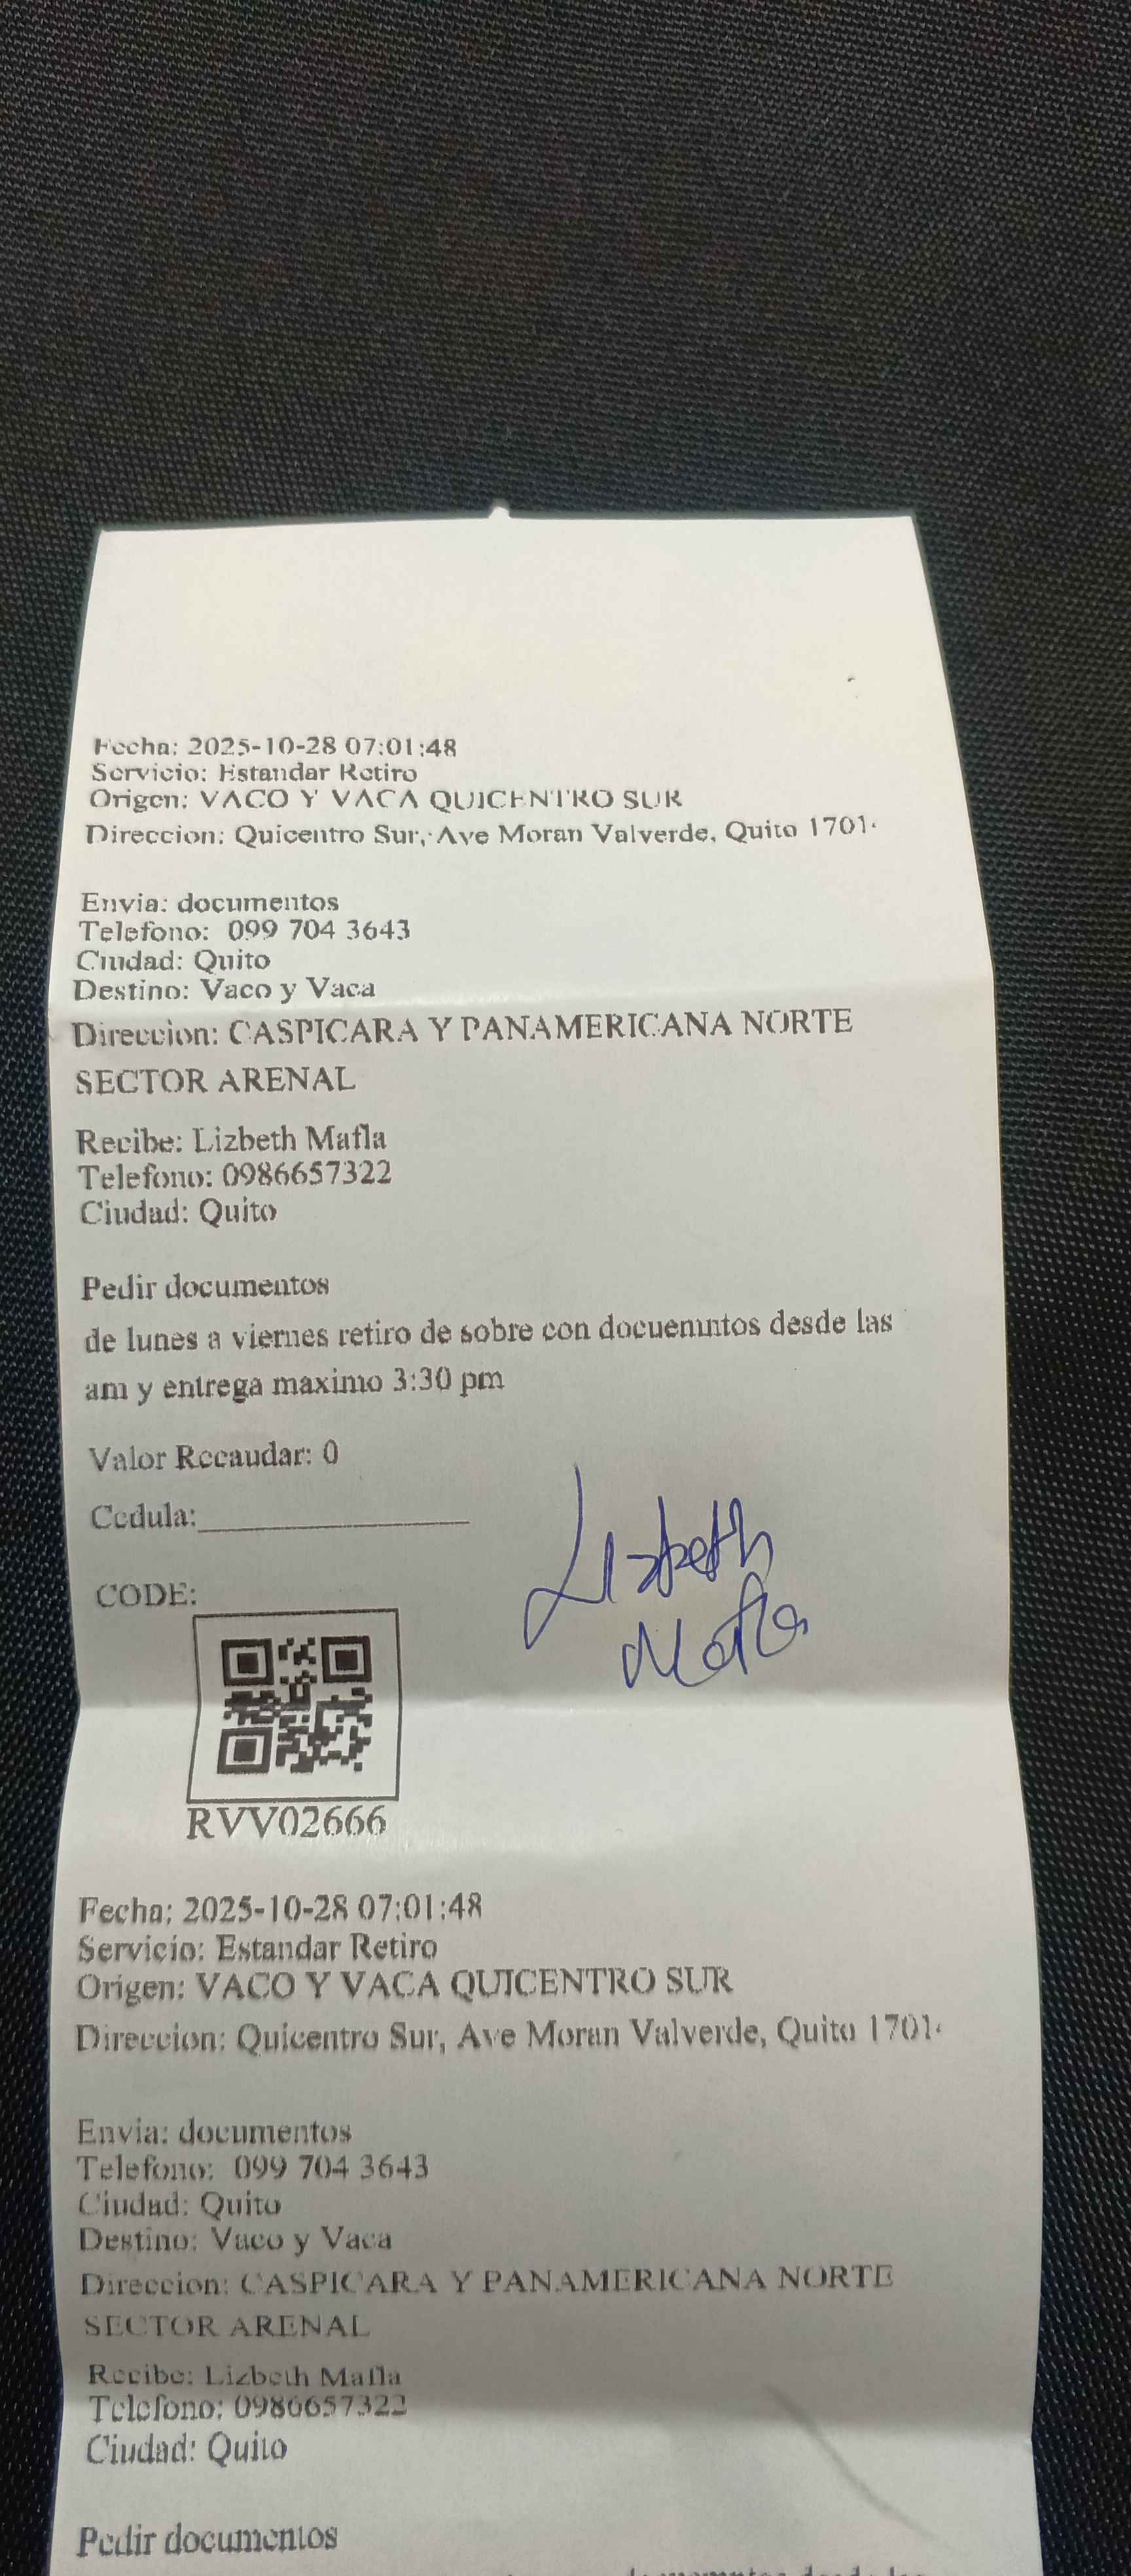 Fecha: 2025-10-28 07:01:48
Servicio: Estandar Retiro
Origen: VACO Y VACA QUICENTRO SUR
Direccion: Quicentro Sur, Ave Moran Valverde, Quito 1701
Envia: documentos
Telefono: 099 704 3643
Ciudad: Quito
Destino: Vaco y Vaca
Direccion: CASPICARA Y PANAMERICANA NORTE
SECTOR ARENAL
Recibe: Lizbeth Mafla
Telefono: 0986657322
Ciudad: Quito
Pedir documentos
de lunes a viernes retiro de sobre con docuenmtos desde las
am y entrega maximo 3:30 pm
Valor Recaudar: 0
Cedula:
Lizbeth
Mafla
CODE:
RVV02666
Fecha: 2025-10-28 07:01:48
Servicio: Estandar Retiro
Origen: VACO Y VACA QUICENTRO SUR
Direccion: Quicentro Sur, Ave Moran Valverde, Quito 1701
Envia: documentos
Telefono: 099 704 3643
Ciudad: Quito
Destino: Vaco y Vaca
Direccion: CASPICARA Y PANAMERICANA NORTE
SECTOR ARENAL
Recibe: Lizbeth Mafla
Telefono: 0986657322
Ciudad: Quito
Pedir documentos